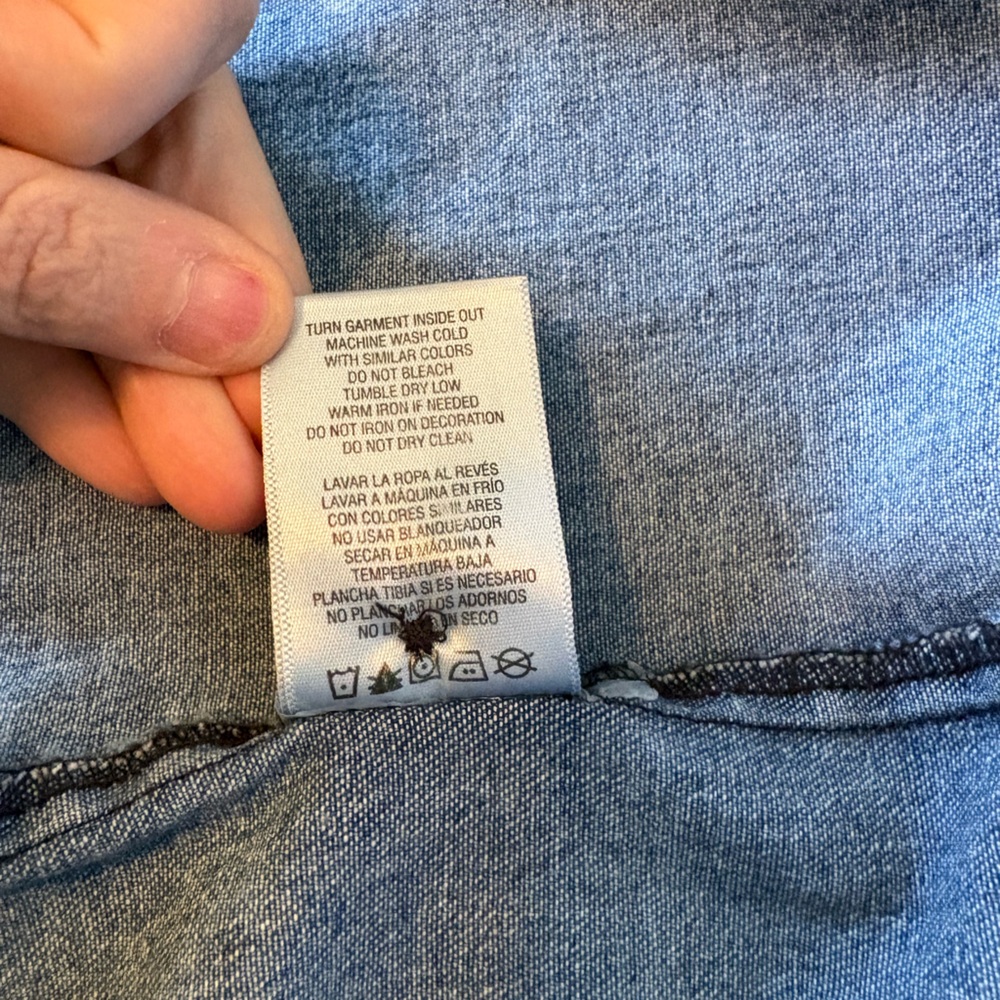 TURN GARMENT INSIDE OUT
MACHINE WASH COLD
WITH SIMILAR COLORS
DO NOT BLEACH
TUMBLE DRY LOW
WARM IRON IF NEEDED
DO NOT IRON ON DECORATION
DO NOT DRY CLEAN
LAVAR LA ROPA AL REVÉS
LAVAR A MÁQUINA EN FRÍO
CON COLORES SIMILARES
NO USAR BLANQUEADOR
SECAR EN MÁQUINA A
TEMPERATURA BAJA
PLANCHA TIBIA SI ES NECESARIO
NO PLANCHAR LOS ADORNOS
NO EN SECO